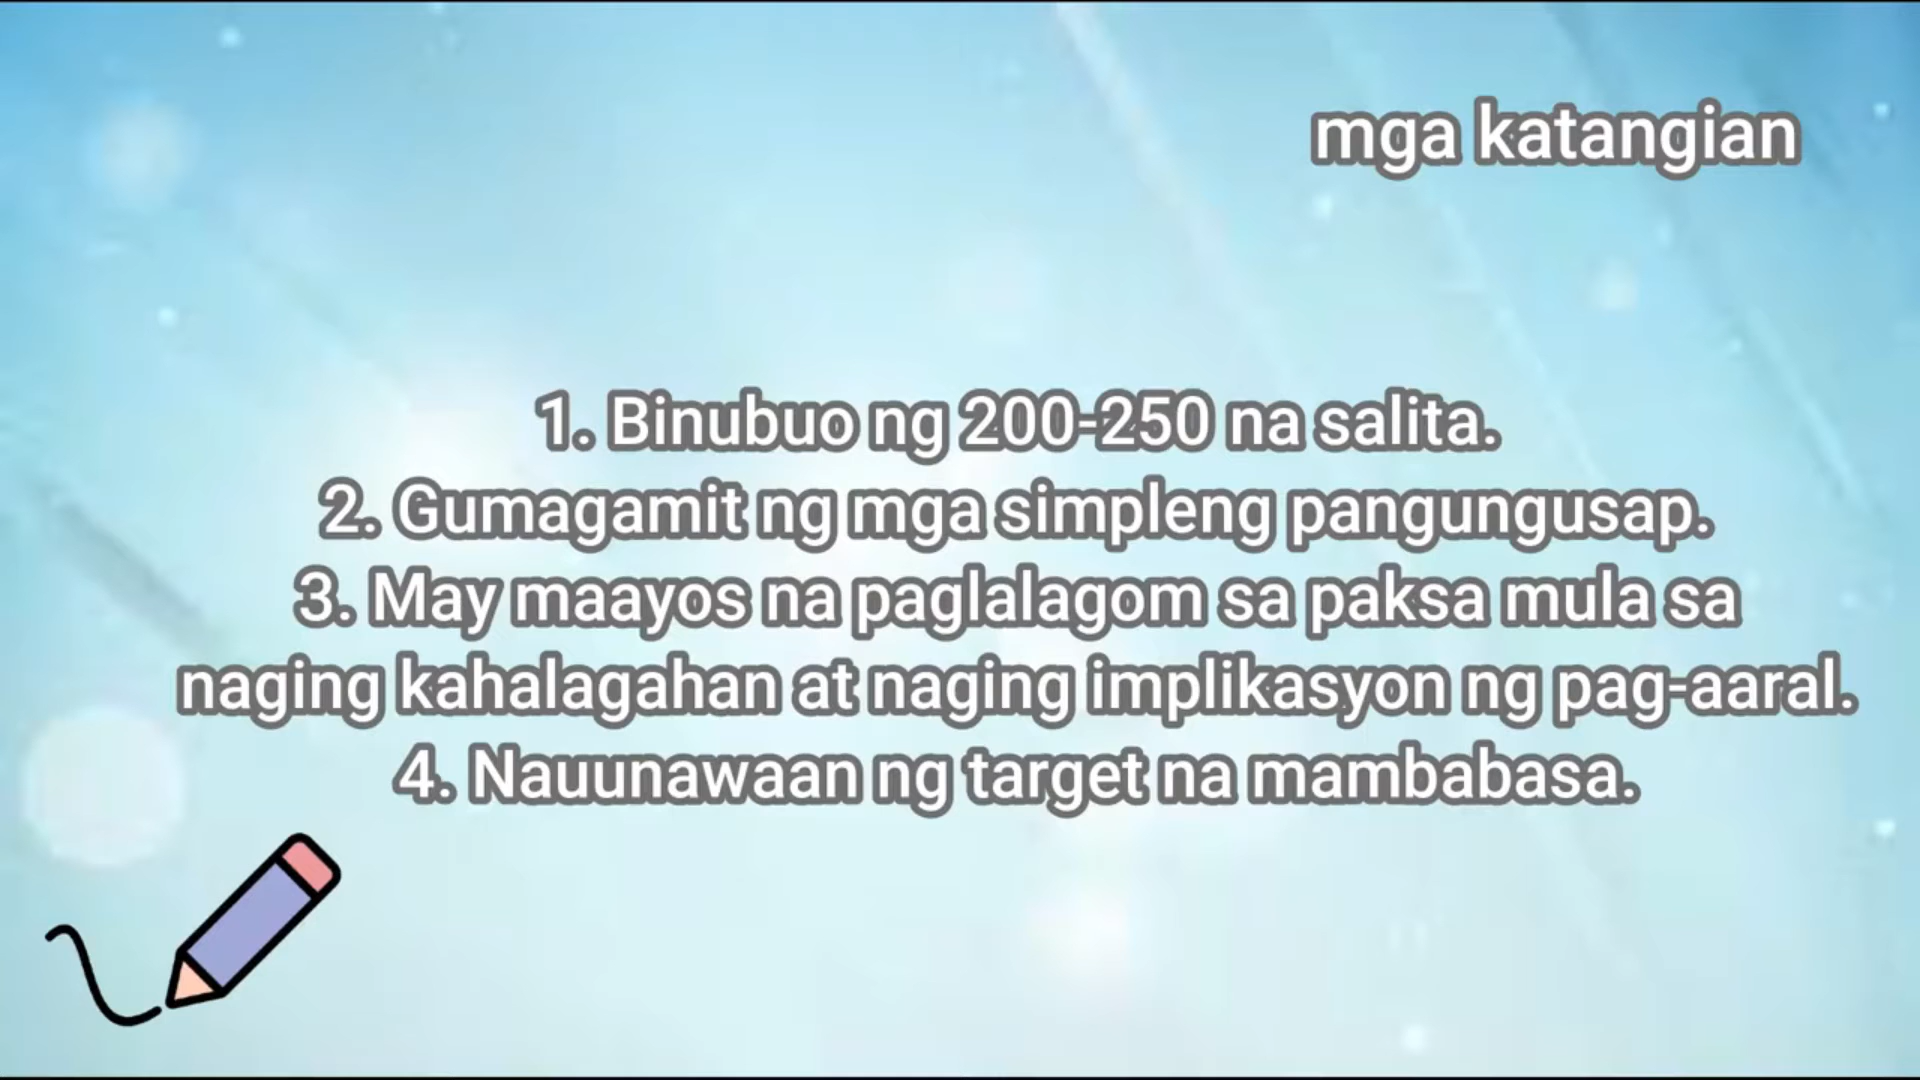 mga katangian
1. Binubuo ng 200-250 na salita.
2. Gumagamit ng mga simpleng pangungusap.
3. May maayos na paglalagom sa paksa mula sa
naging kahalagahan at naging implikasyon ng pag-aaral.
4. Nauunawaan ng target na mambabasa.